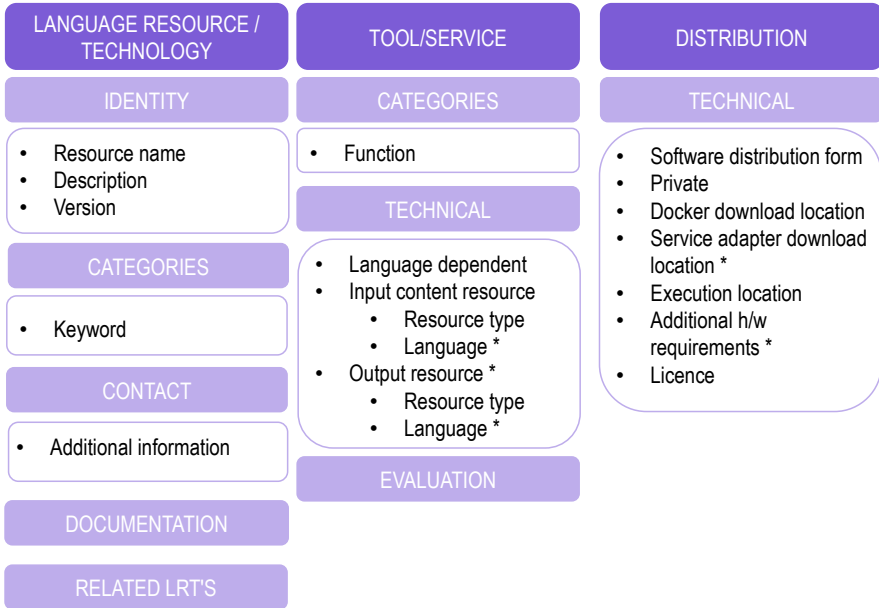 LANGUAGE RESOURCE /
TECHNOLOGY
IDENTITY
• Resource name
• Description
• Version
CATEGORIES
• Keyword
CONTACT
• Additional information
DOCUMENTATION
RELATED LRT'S
TOOL/SERVICE
CATEGORIES
• Function
TECHNICAL
• Language dependent
• Input content resource
• Resource type
• Language *
• Output resource *
• Resource type
• Language *
EVALUATION
DISTRIBUTION
TECHNICAL
• Software distribution form
• Private
• Docker download location
• Service adapter download
location *
• Execution location
• Additional h/w
requirements *
• Licence